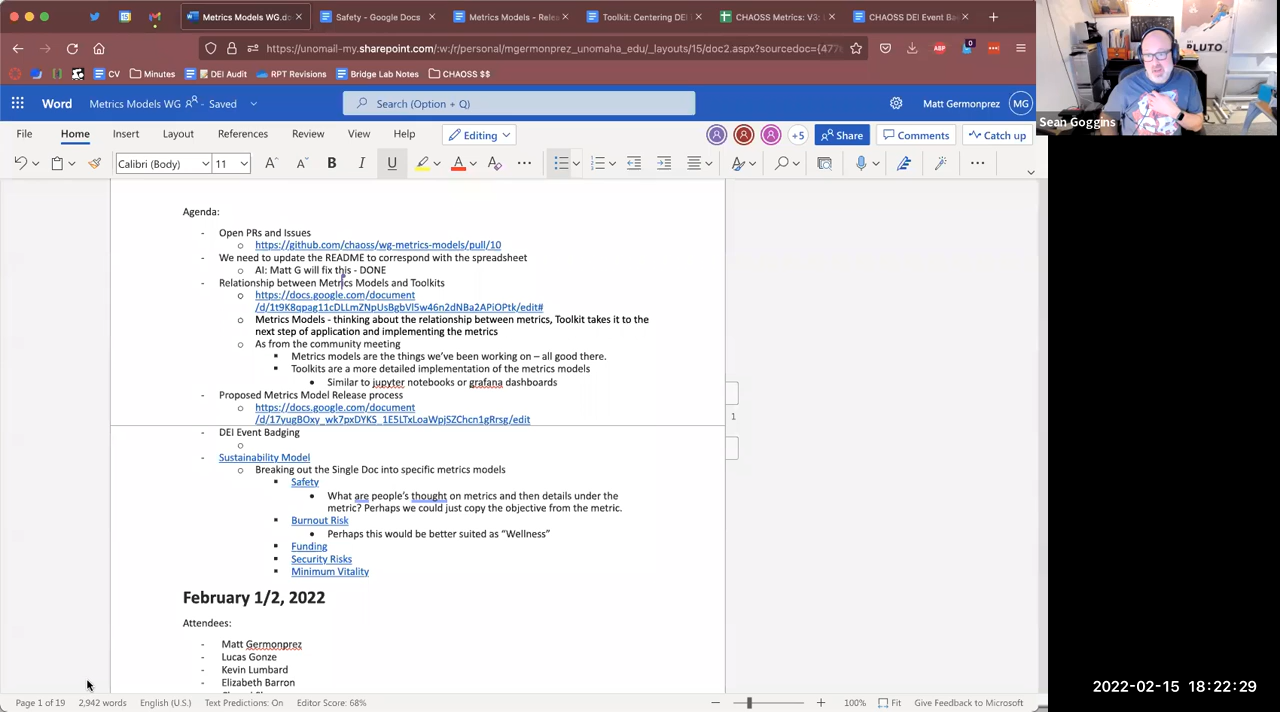 Metrics Models WG.do
Safety - Google Docs
Metrics Models - Relea
Toolkit: Centering DEI
CHAOSS Metrics: V3:
CHAOSS DEI Event Ba
https://unomail-my.sharepoint.com/:w:/r/personal/mgermonprez_unomaha_edu/_layouts/15/doc2.aspx?sourcedoc={477
ABP
0
CV
Minutes
DEI Audit
RPT Revisions
Bridge Lab Notes
CHAOSS $$
Word
Metrics Models WG - Saved
Search (Option + Q)
Matt Germonprez
MG
File
Home
Insert
Layout
References
Review
View
Help
Editing
+5
Share
Comments
Catch up
Calibri (Body)
11
Agenda:
- Open PRs and Issues
o https://github.com/chaoss/wg-metrics-models/pull/10
- We need to update the README to correspond with the spreadsheet
o AI: Matt G will fix this - DONE
- Relationship between Metrics Models and Toolkits
o https://docs.google.com/document
/d/1t9K8qpag11cDLLmZNpUsBgbVl5w46n2dNBa2APiOPtk/edit#
o Metrics Models - thinking about the relationship between metrics, Toolkit takes it to the
next step of application and implementing the metrics
o As from the community meeting
▪ Metrics models are the things we've been working on – all good there.
▪ Toolkits are a more detailed implementation of the metrics models
• Similar to jupyter notebooks or grafana dashboards
- Proposed Metrics Model Release process
o https://docs.google.com/document
/d/17yugBOxy_wk7pxDYKS_1E5LTxLoaWpjSZChcn1gRrsg/edit
- DEI Event Badging
o
- Sustainability Model
o Breaking out the Single Doc into specific metrics models
▪ Safety
• What are people's thought on metrics and then details under the
metric? Perhaps we could just copy the objective from the metric.
▪ Burnout Risk
• Perhaps this would be better suited as “Wellness”
▪ Funding
▪ Security Risks
▪ Minimum Vitality
February 1/2, 2022
Attendees:
- Matt Germonprez
- Lucas Gonze
- Kevin Lumbard
- Elizabeth Barron
1
Page 1 of 19
2,942 words
English (U.S.)
Text Predictions: On
Editor Score: 68%
100%
Fit
Give Feedback to Microsoft
PLUTO
Sean Goggins
2022-02-15 18:22:29